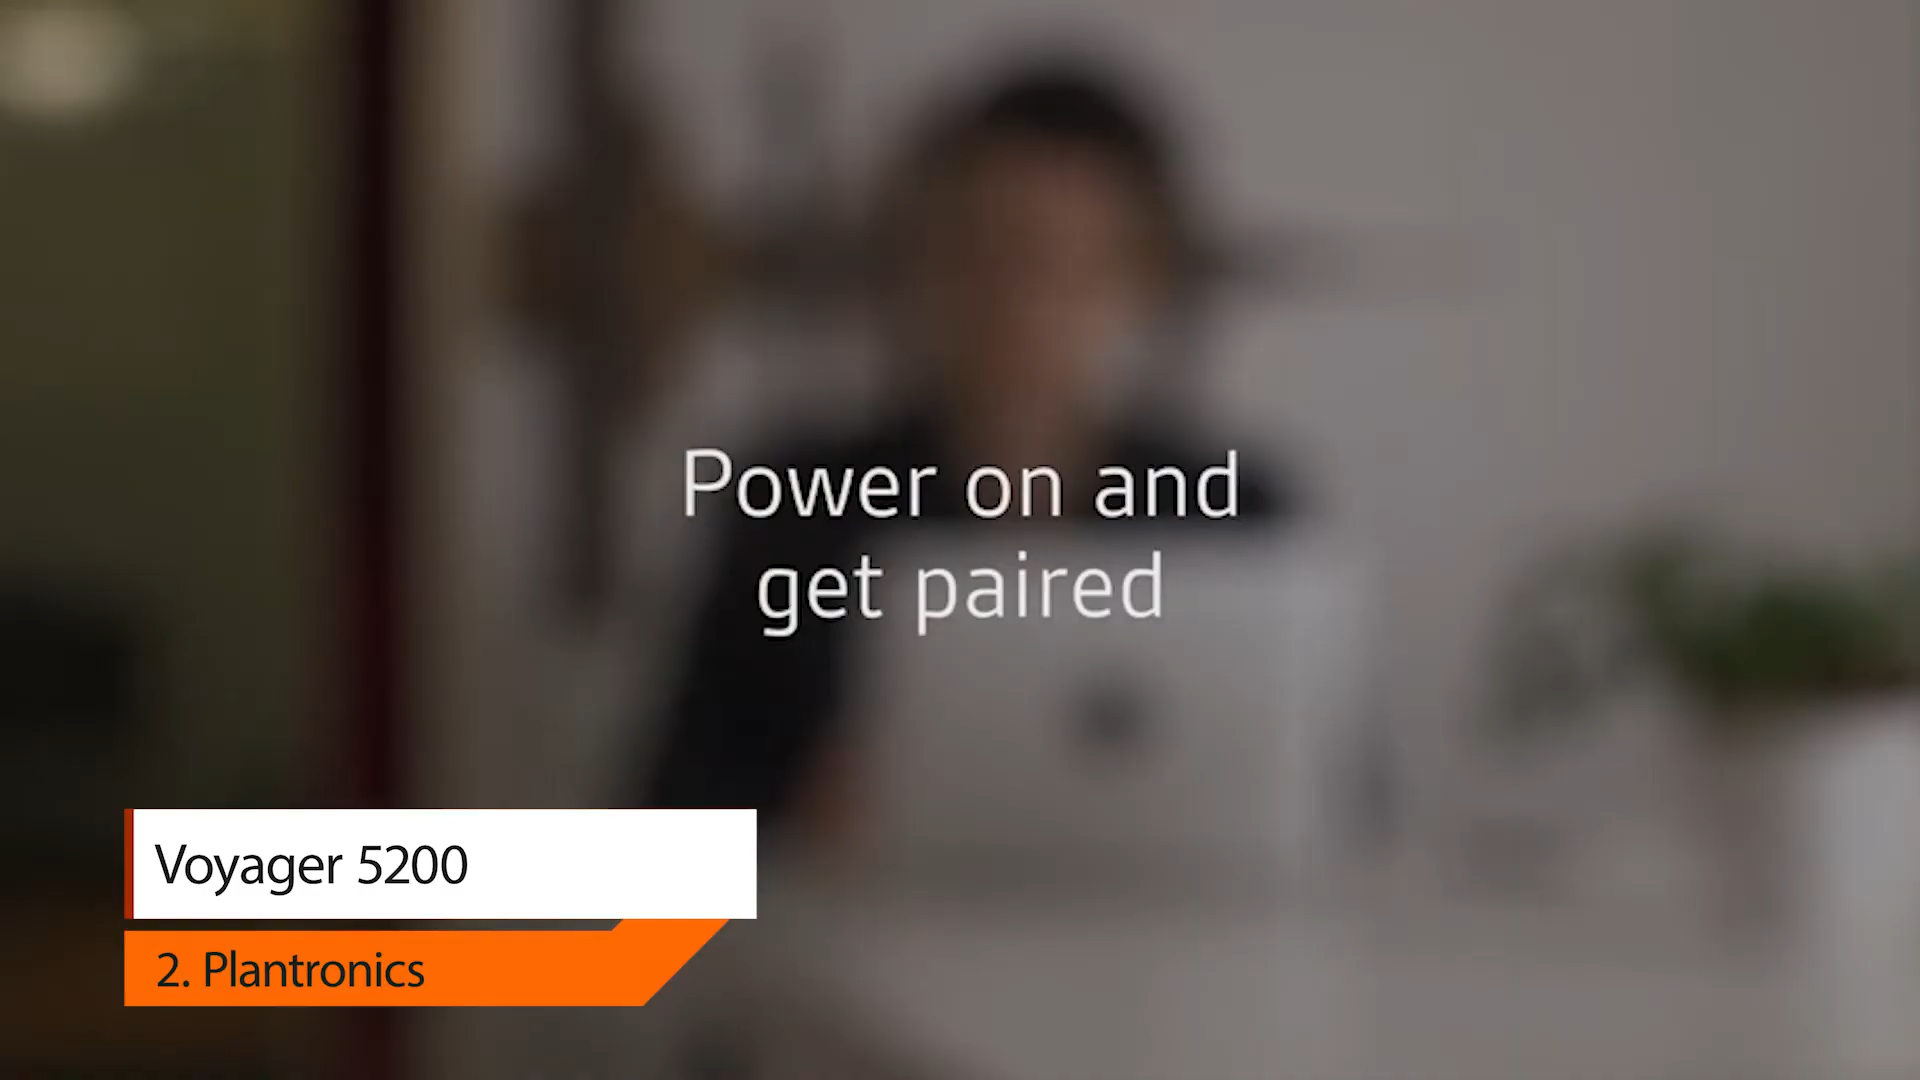 Power on and
get paired
Voyager 5200
2. Plantronics